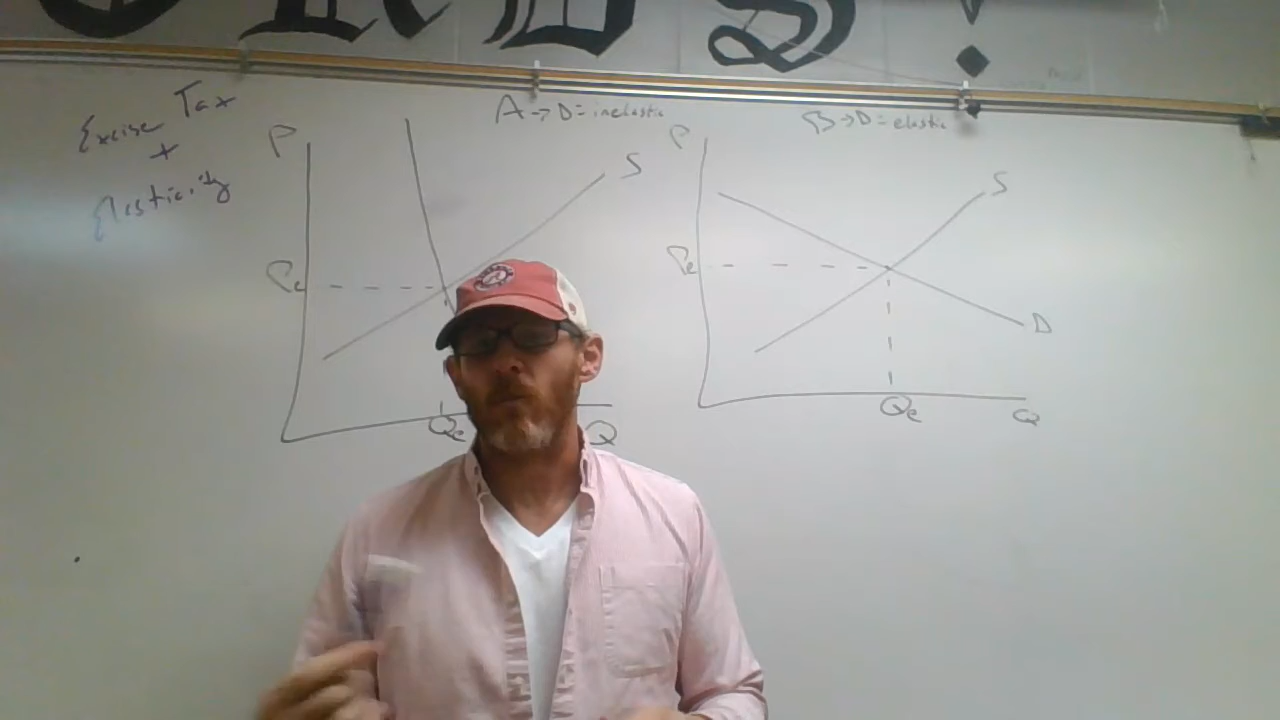 Excise Tax
+
Elasticity
A → D = inelastic
P
S
Pe
Qe
Q
B → D = elastic
P
S
Pe
D
Qe
Q